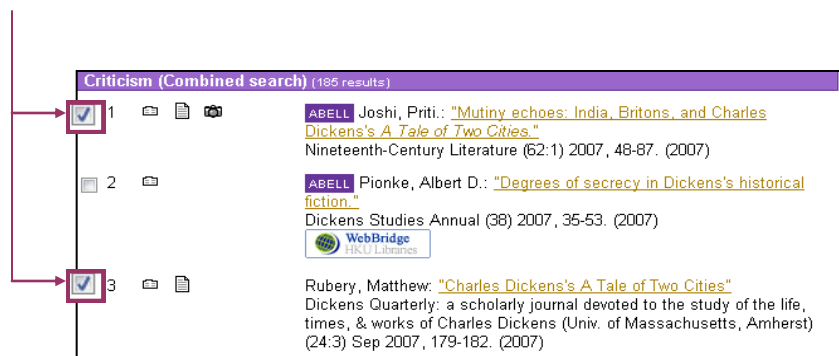 Criticism (Combined search) (185 results)
1 ABELL Joshi, Priti.: "Mutiny echoes: India, Britons, and Charles
Dickens's A Tale of Two Cities."
Nineteenth-Century Literature (62:1) 2007, 48-87. (2007)
2 ABELL Pionke, Albert D.: "Degrees of secrecy in Dickens's historical
fiction."
Dickens Studies Annual (38) 2007, 35-53. (2007)
WebBridge
HKU Libraries
3 Rubery, Matthew: "Charles Dickens's A Tale of Two Cities"
Dickens Quarterly: a scholarly journal devoted to the study of the life,
times, & works of Charles Dickens (Univ. of Massachusetts, Amherst)
(24:3) Sep 2007, 179-182. (2007)